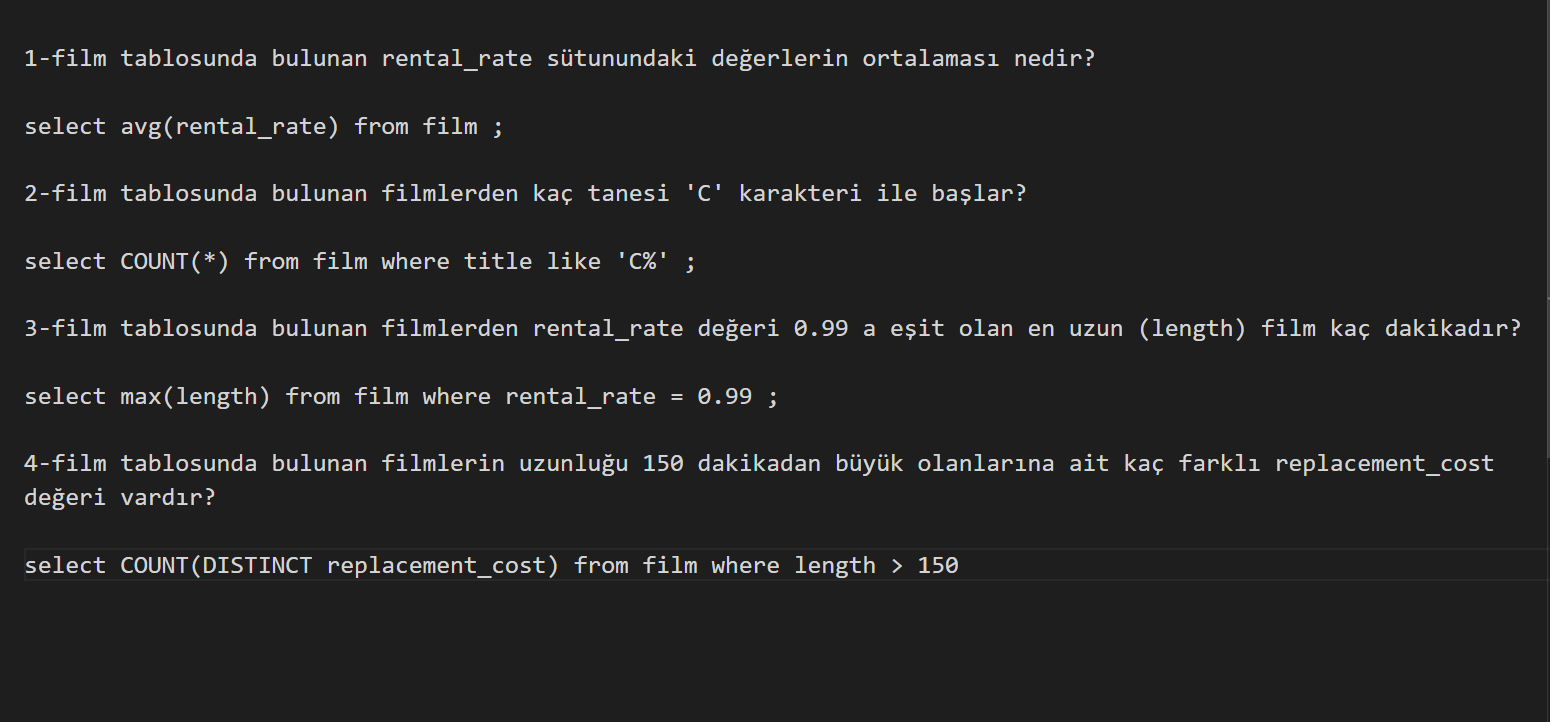 1-film tablosunda bulunan rental_rate sütunundaki değerlerin ortalaması nedir?
select avg(rental_rate) from film ;
2-film tablosunda bulunan filmlerden kaç tanesi 'C' karakteri ile başlar?
select COUNT(*) from film where title like 'C%' ;
3-film tablosunda bulunan filmlerden rental_rate değeri 0.99 a eşit olan en uzun (length) film kaç dakikadır?
select max(length) from film where rental_rate = 0.99 ;
4-film tablosunda bulunan filmlerin uzunluğu 150 dakikadan büyük olanlarına ait kaç farklı replacement_cost
değeri vardır?
select COUNT(DISTINCT replacement_cost) from film where length > 150